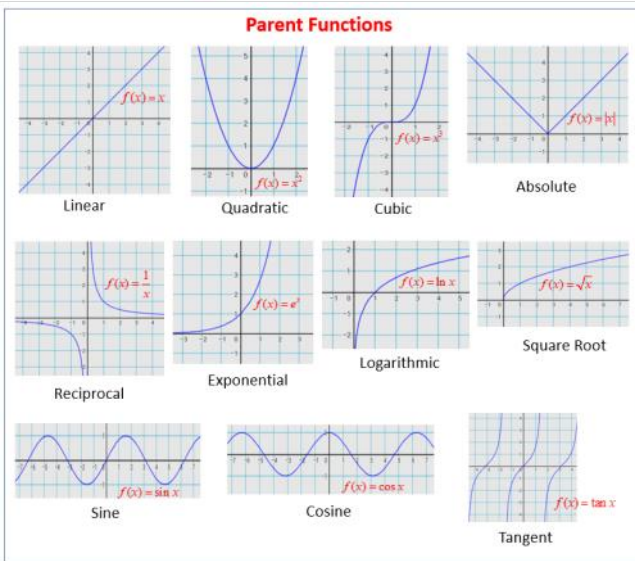 Parent Functions
f(x)=x
Linear
f(x)=x²
Quadratic
f(x)=x³
Cubic
f(x)=|x|
Absolute
f(x)=1/x
Reciprocal
f(x)=eˣ
Exponential
f(x)=ln x
Logarithmic
f(x)=√x
Square Root
f(x)=sin x
Sine
f(x)=cos x
Cosine
f(x)=tan x
Tangent